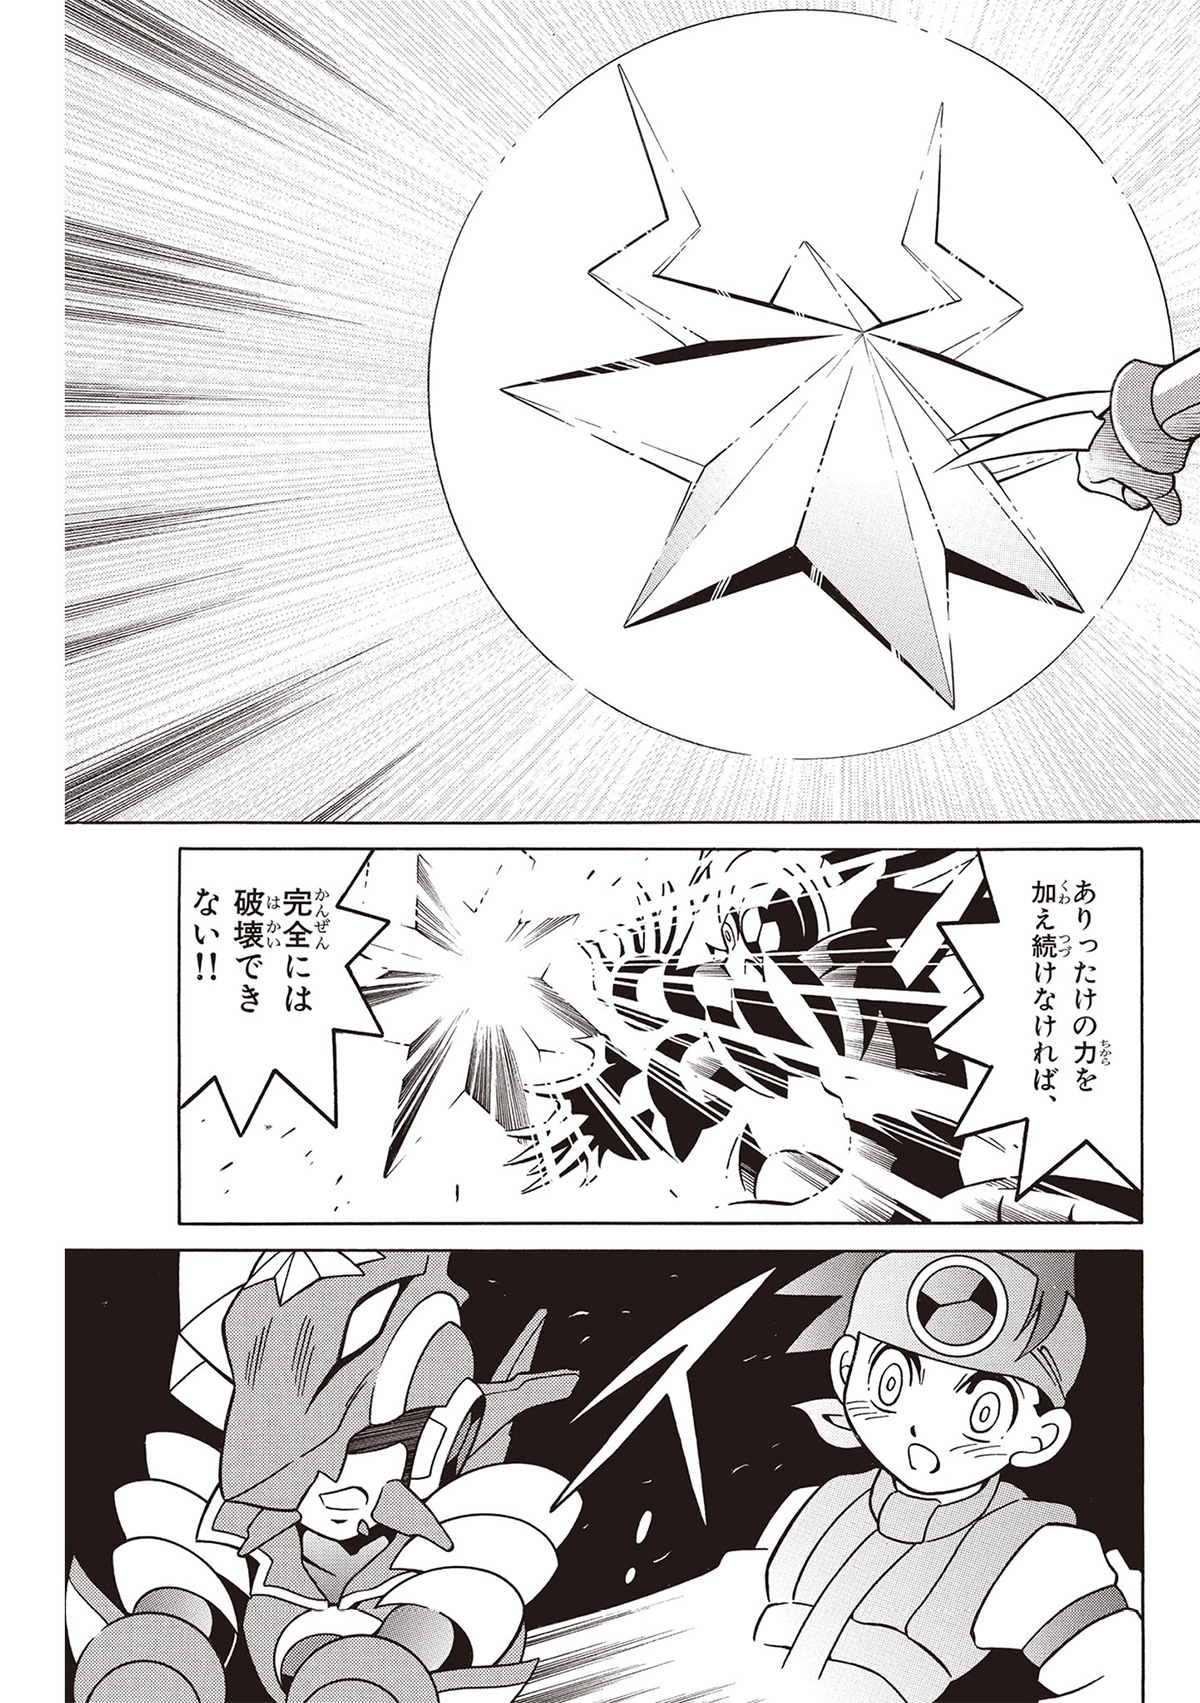 ありったけの力を
加え続けなければ、
完全には
破壊でき
ない!!